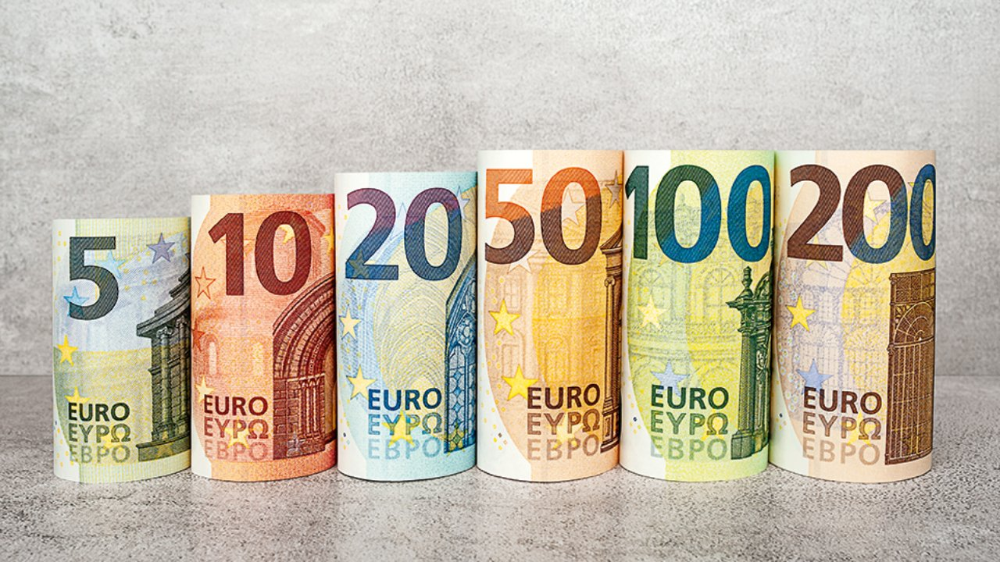 5
EURO
ΕΥΡΩ
ЕВРО
10
EURO
ΕΥΡΩ
ЕВРО
20
EURO
ΕΥΡΩ
ЕВРО
50
EURO
ΕΥΡΩ
ЕВРО
100
EURO
ΕΥΡΩ
ЕВРО
200
EURO
ΕΥΡΩ
ЕВРО